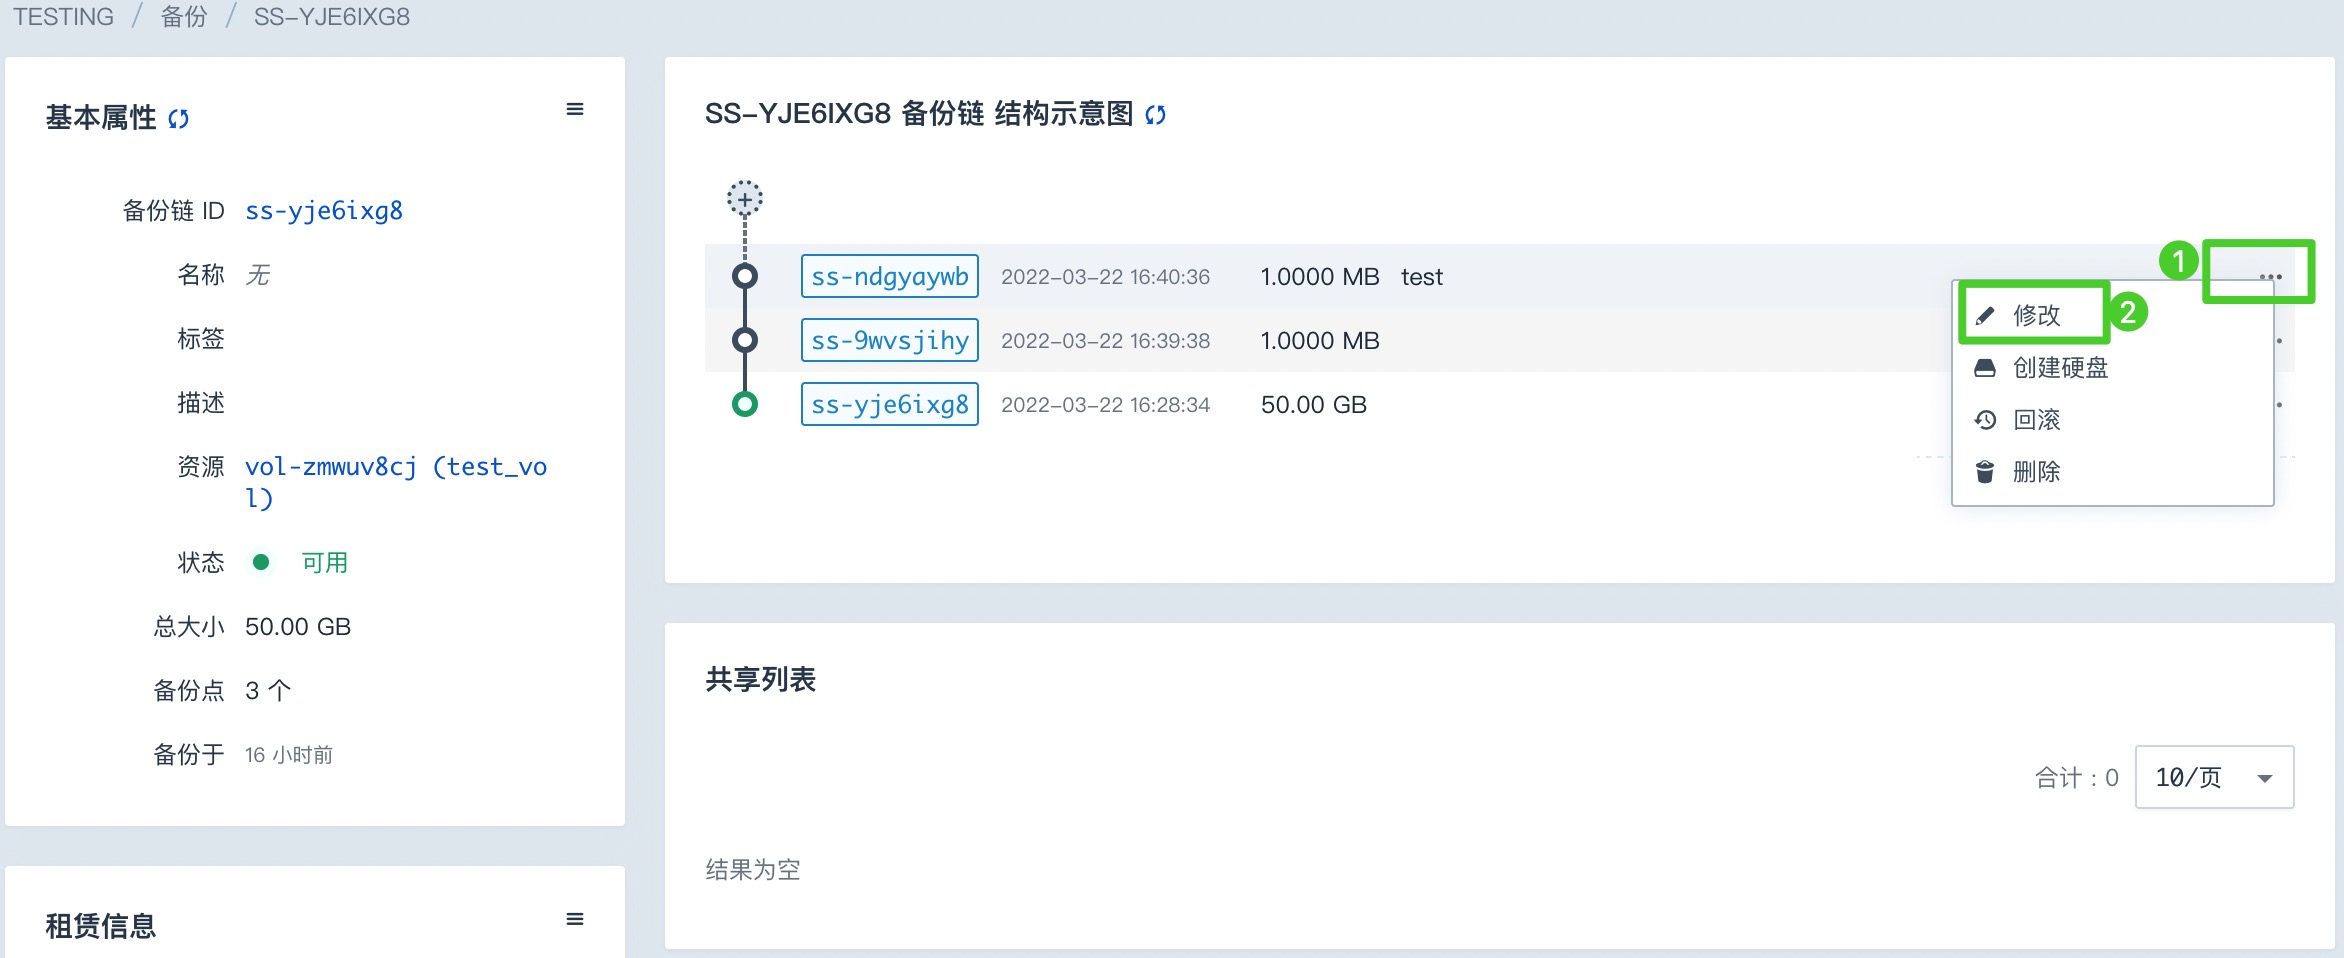 TESTING / 备份 / SS-YJE6IXG8
基本属性
备份链 ID ss-yje6ixg8
名称 无
标签
描述
资源 vol-zmwuv8cj (test_vo
l)
状态 可用
总大小 50.00 GB
备份点 3 个
备份于 16 小时前
租赁信息
SS-YJE6IXG8 备份链 结构示意图
ss-ndgyaywb 2022-03-22 16:40:36 1.0000 MB test
ss-9wvsjihy 2022-03-22 16:39:38 1.0000 MB
ss-yje6ixg8 2022-03-22 16:28:34 50.00 GB
1
修改 2
创建硬盘
回滚
删除
共享列表
合计：0 10/页
结果为空